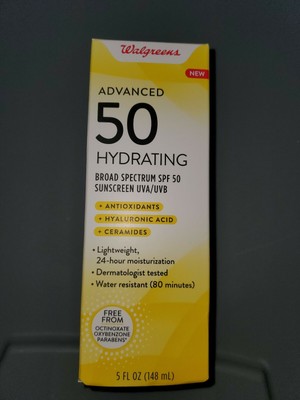 Walgreens
NEW
ADVANCED
50
HYDRATING
BROAD SPECTRUM SPF 50
SUNSCREEN UVA/UVB
+ ANTIOXIDANTS
+ HYALURONIC ACID
+ CERAMIDES
• Lightweight,
24-hour moisturization
• Dermatologist tested
• Water resistant (80 minutes)
FREE
FROM
OCTINOXATE
OXYBENZONE
PARABENS*
5 FL OZ (148 mL)